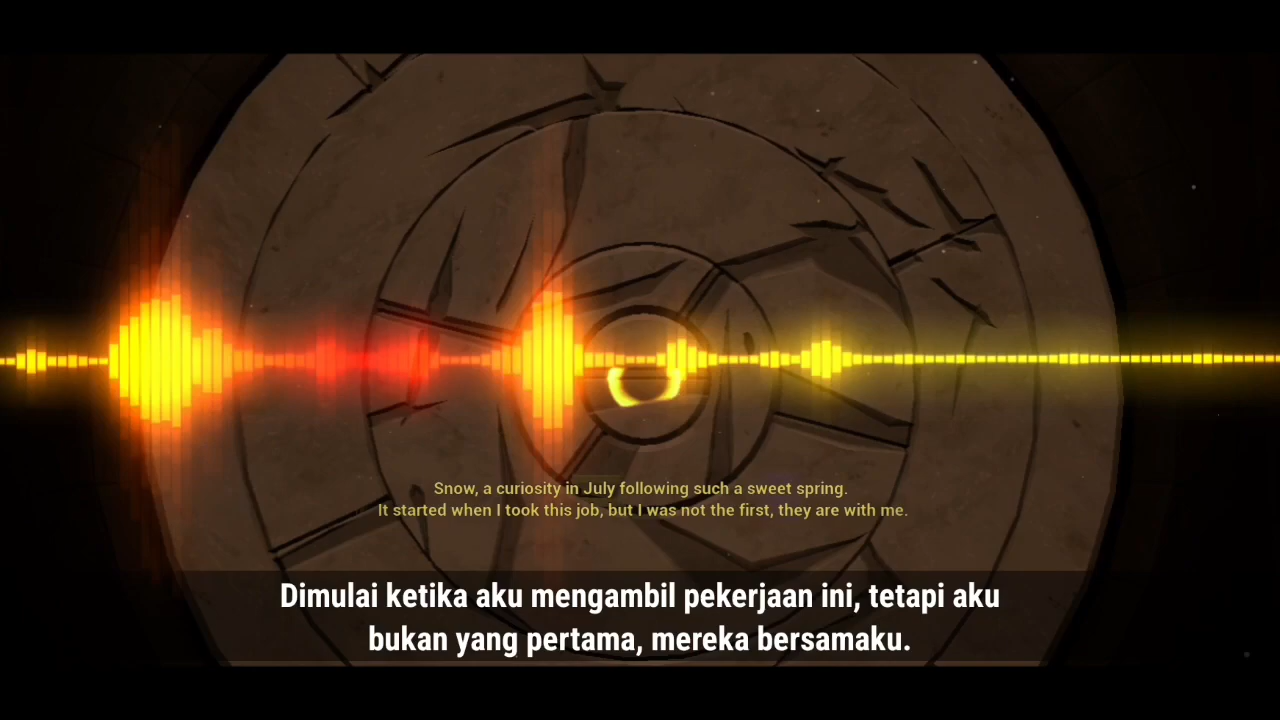 Snow, a curiosity in July following such a sweet spring.
It started when I took this job, but I was not the first, they are with me.
Dimulai ketika aku mengambil pekerjaan ini, tetapi aku
bukan yang pertama, mereka bersamaku.